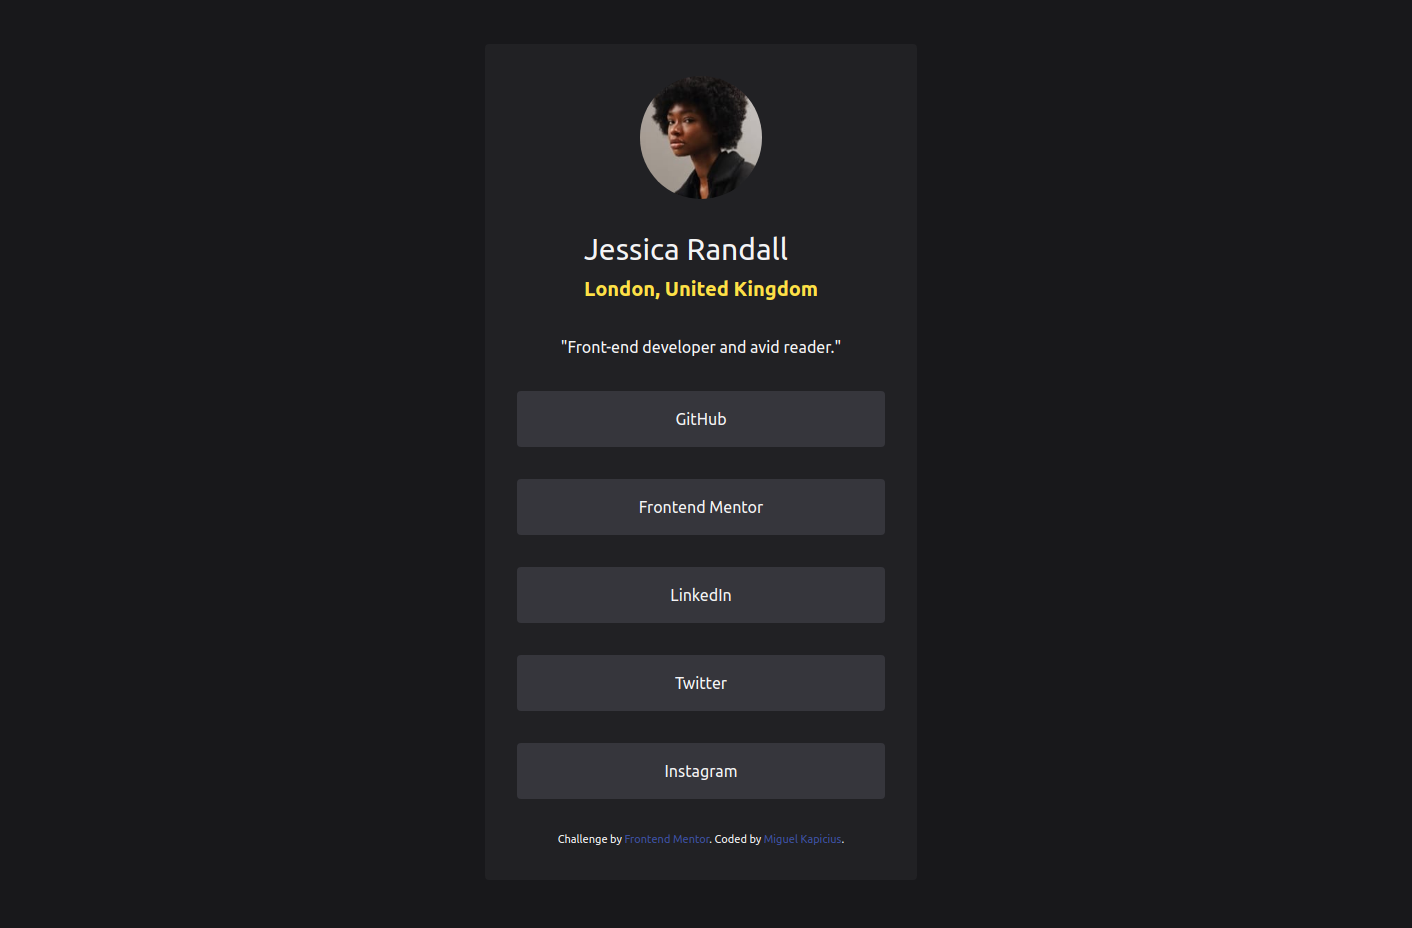 Jessica Randall
London, United Kingdom
"Front-end developer and avid reader."
GitHub
Frontend Mentor
LinkedIn
Twitter
Instagram
Challenge by Frontend Mentor. Coded by Miguel Kapicius.